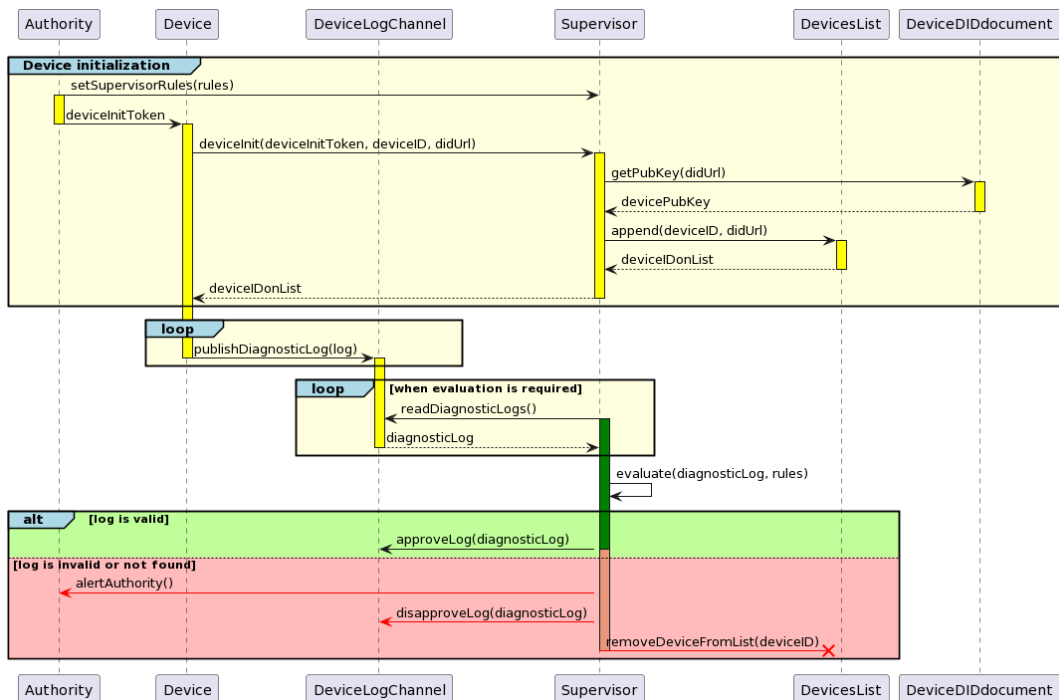 Authority Device DeviceLogChannel Supervisor DevicesList DeviceDIDdocument
Device initialization
setSupervisorRules(rules)
deviceInitToken
deviceInit(deviceInitToken, deviceID, didUrl)
getPubKey(didUrl)
devicePubKey
append(deviceID, didUrl)
deviceIDonList
deviceIDonList
loop
publishDiagnosticLog(log)
loop [when evaluation is required]
readDiagnosticLogs()
diagnosticLog
evaluate(diagnosticLog, rules)
alt [log is valid]
approveLog(diagnosticLog)
[log is invalid or not found]
alertAuthority()
disapproveLog(diagnosticLog)
removeDeviceFromList(deviceID)
Authority Device DeviceLogChannel Supervisor DevicesList DeviceDIDdocument